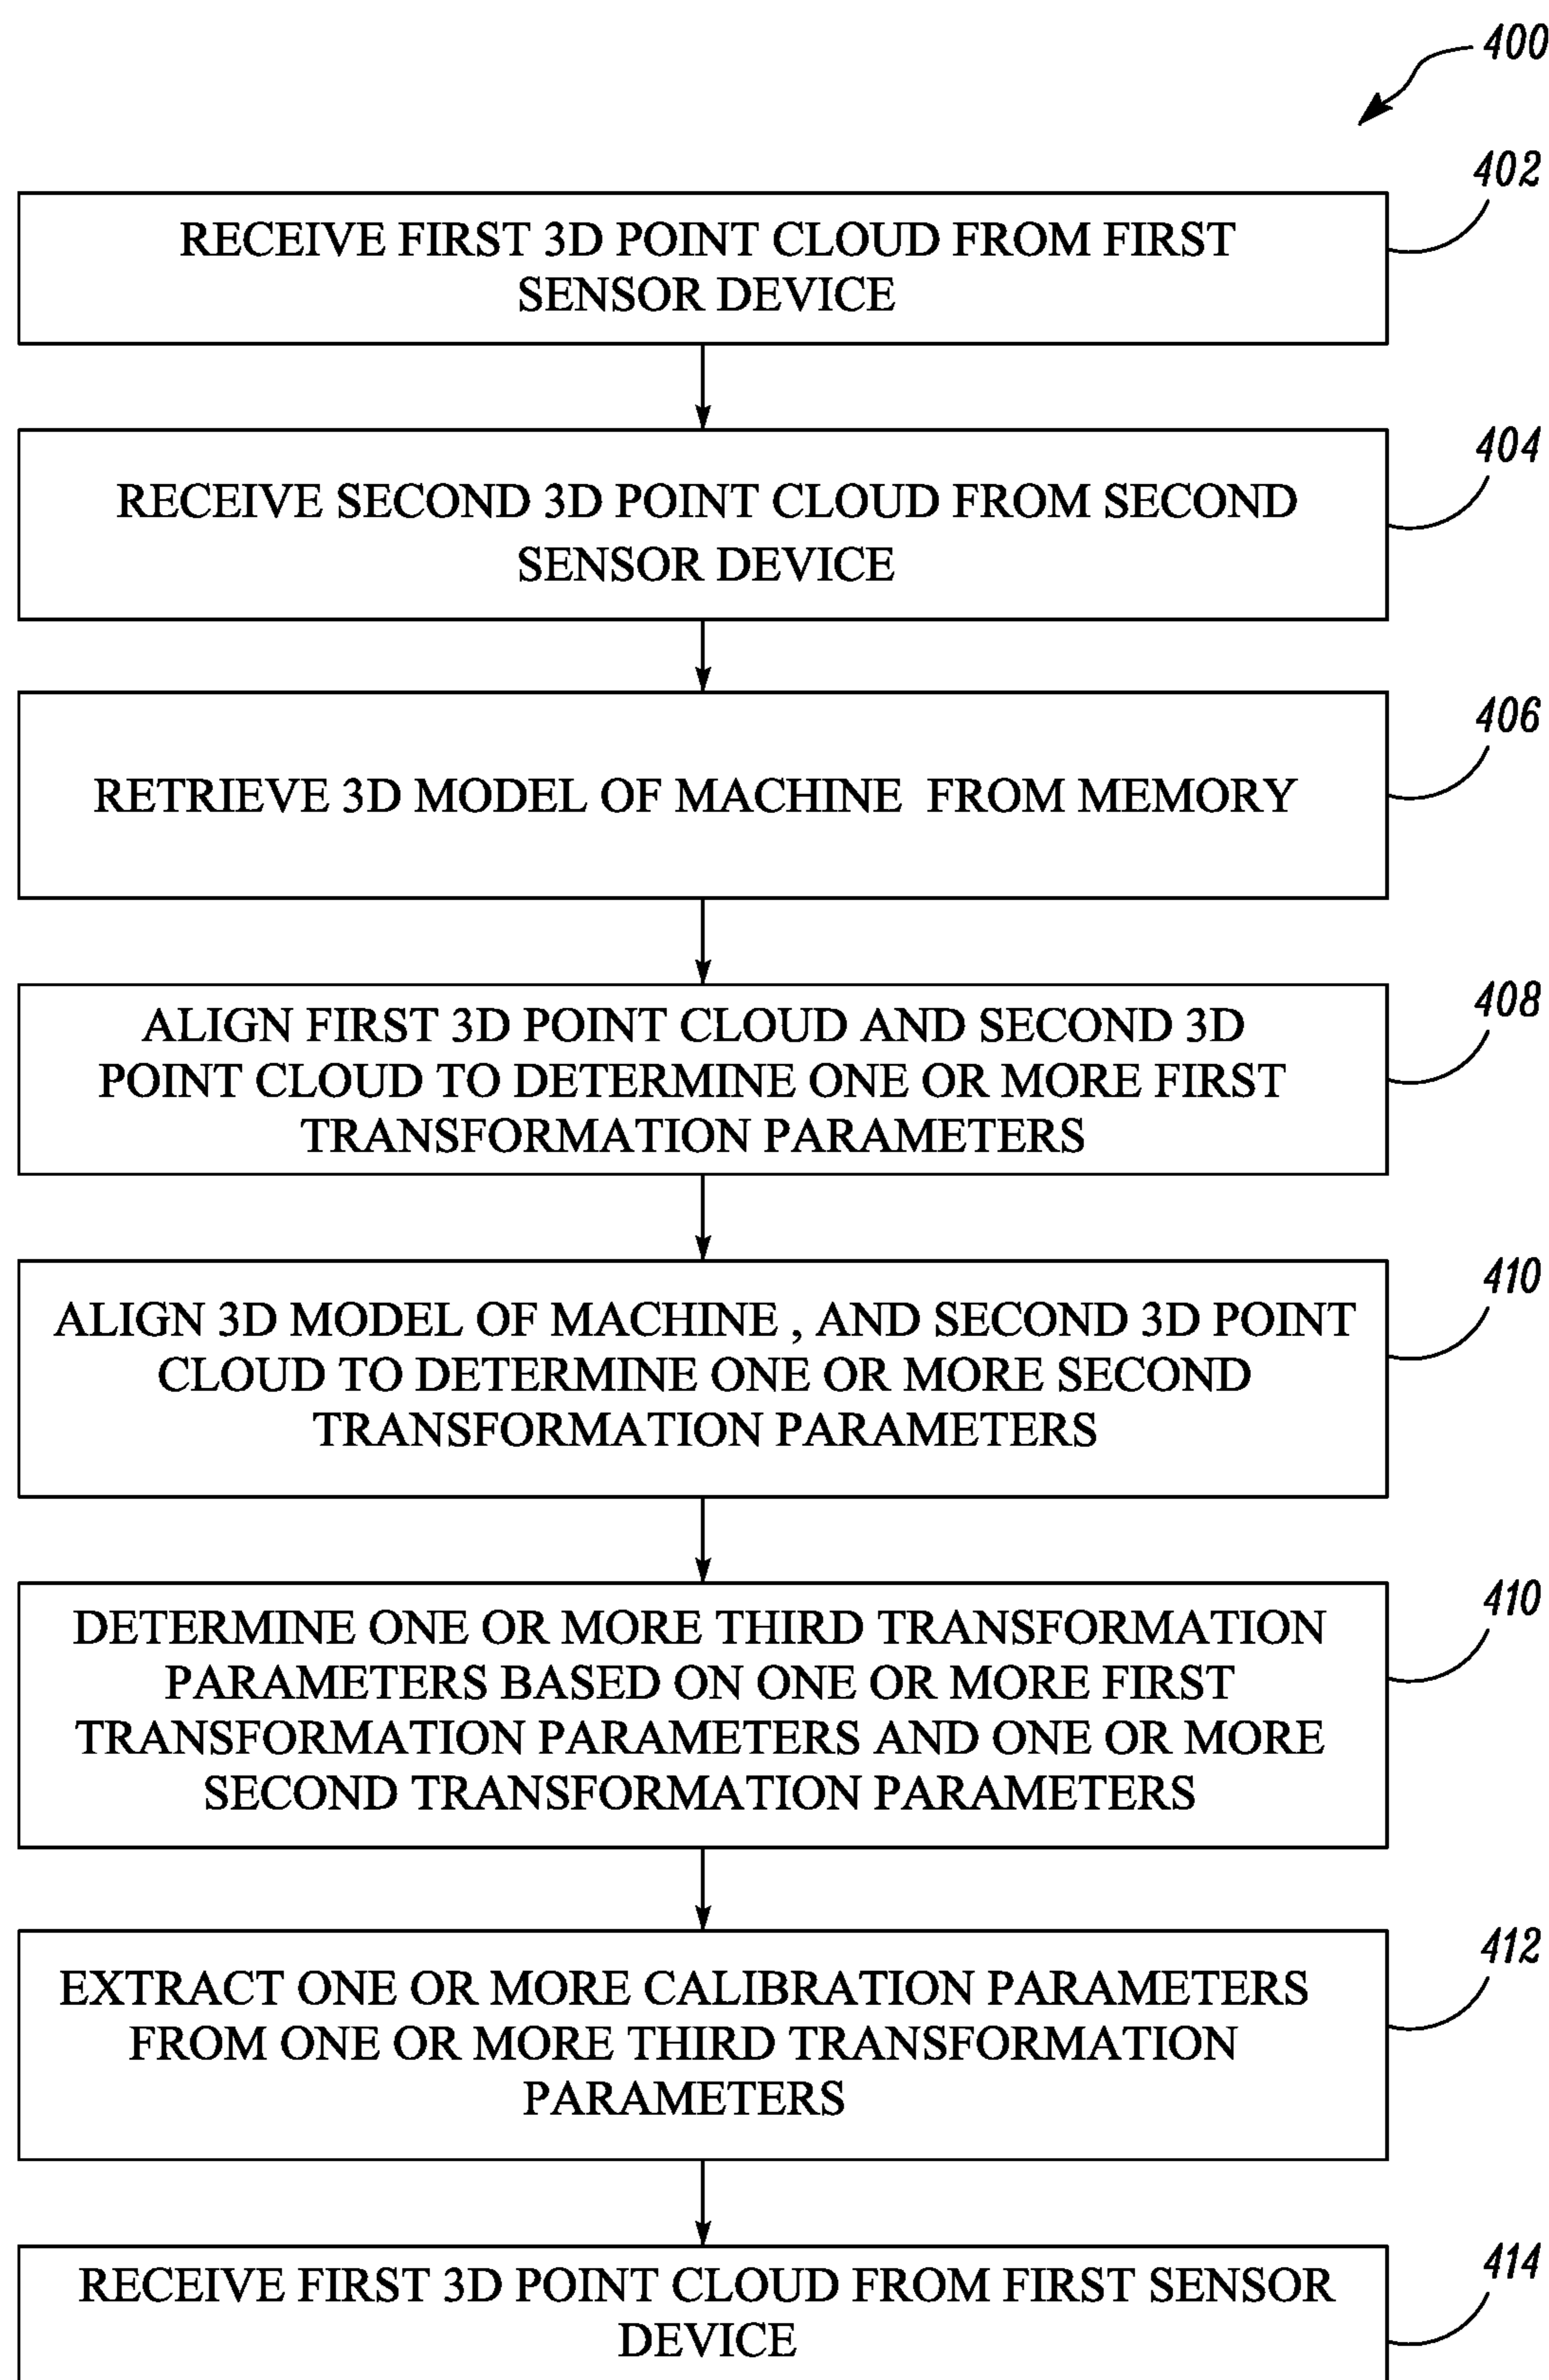 400
402
RECEIVE FIRST 3D POINT CLOUD FROM FIRST
SENSOR DEVICE
404
RECEIVE SECOND 3D POINT CLOUD FROM SECOND
SENSOR DEVICE
406
RETRIEVE 3D MODEL OF MACHINE FROM MEMORY
408
ALIGN FIRST 3D POINT CLOUD AND SECOND 3D
POINT CLOUD TO DETERMINE ONE OR MORE FIRST
TRANSFORMATION PARAMETERS
410
ALIGN 3D MODEL OF MACHINE , AND SECOND 3D POINT
CLOUD TO DETERMINE ONE OR MORE SECOND
TRANSFORMATION PARAMETERS
410
DETERMINE ONE OR MORE THIRD TRANSFORMATION
PARAMETERS BASED ON ONE OR MORE FIRST
TRANSFORMATION PARAMETERS AND ONE OR MORE
SECOND TRANSFORMATION PARAMETERS
412
EXTRACT ONE OR MORE CALIBRATION PARAMETERS
FROM ONE OR MORE THIRD TRANSFORMATION
PARAMETERS
414
RECEIVE FIRST 3D POINT CLOUD FROM FIRST SENSOR
DEVICE